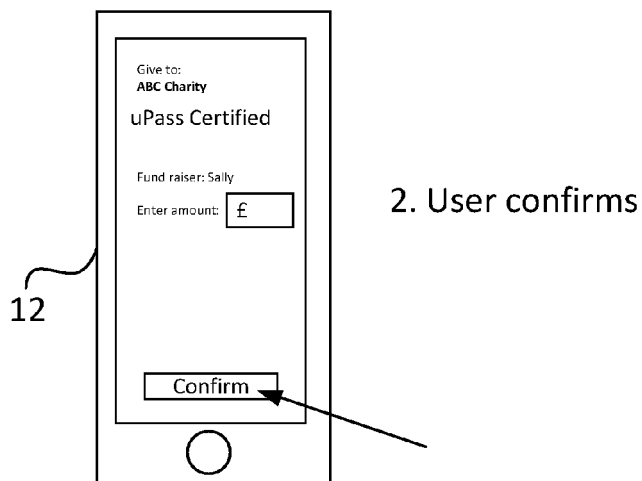 Give to:
ABC Charity
uPass Certified
Fund raiser: Sally
Enter amount: £
2. User confirms
12
Confirm